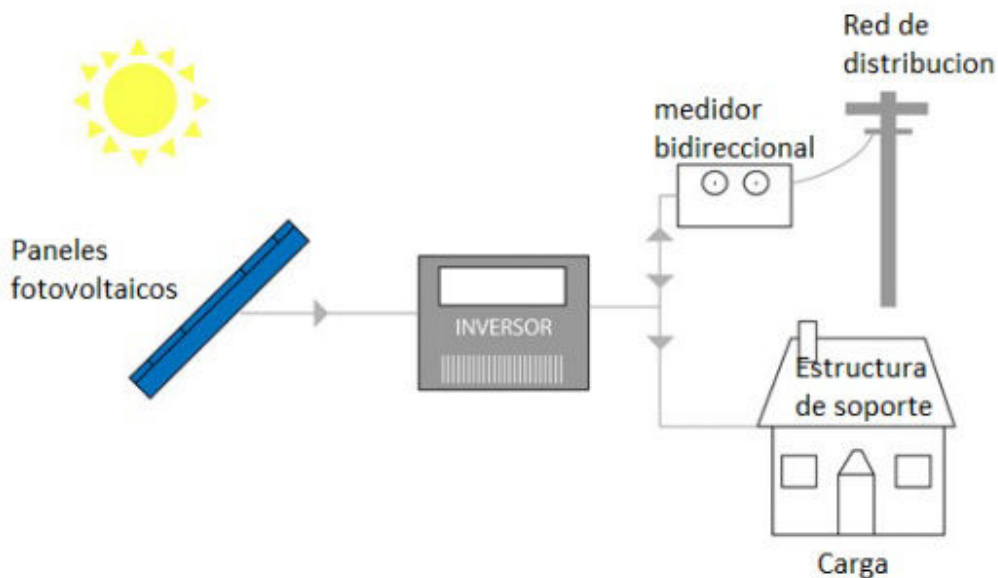 Red de
distribucion
medidor
bidireccional
Paneles
fotovoltaicos
INVERSOR
Estructura
de soporte
Carga